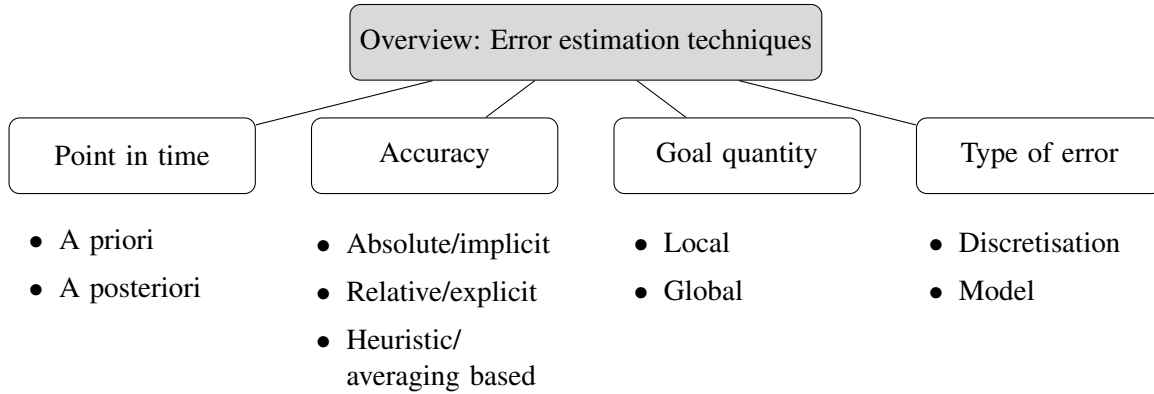 Overview: Error estimation techniques
Point in time
Accuracy
Goal quantity
Type of error
• A priori
• A posteriori
• Absolute/implicit
• Relative/explicit
• Heuristic/
averaging based
• Local
• Global
• Discretisation
• Model